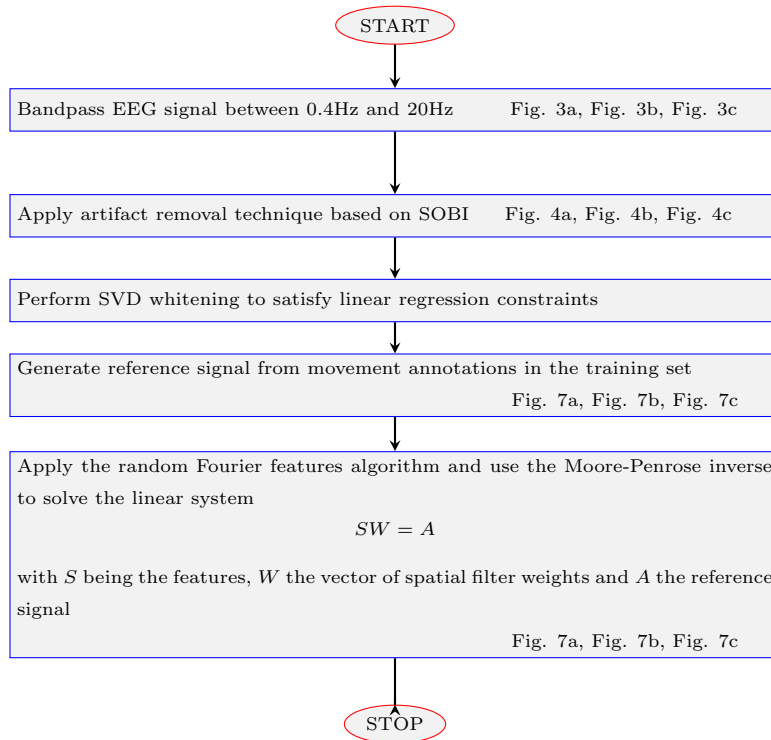 START
Bandpass EEG signal between 0.4Hz and 20Hz Fig. 3a, Fig. 3b, Fig. 3c
Apply artifact removal technique based on SOBI Fig. 4a, Fig. 4b, Fig. 4c
Perform SVD whitening to satisfy linear regression constraints
Generate reference signal from movement annotations in the training set
Fig. 7a, Fig. 7b, Fig. 7c
Apply the random Fourier features algorithm and use the Moore-Penrose inverse
to solve the linear system
SW = A
with S being the features, W the vector of spatial filter weights and A the reference
signal
Fig. 7a, Fig. 7b, Fig. 7c
STOP